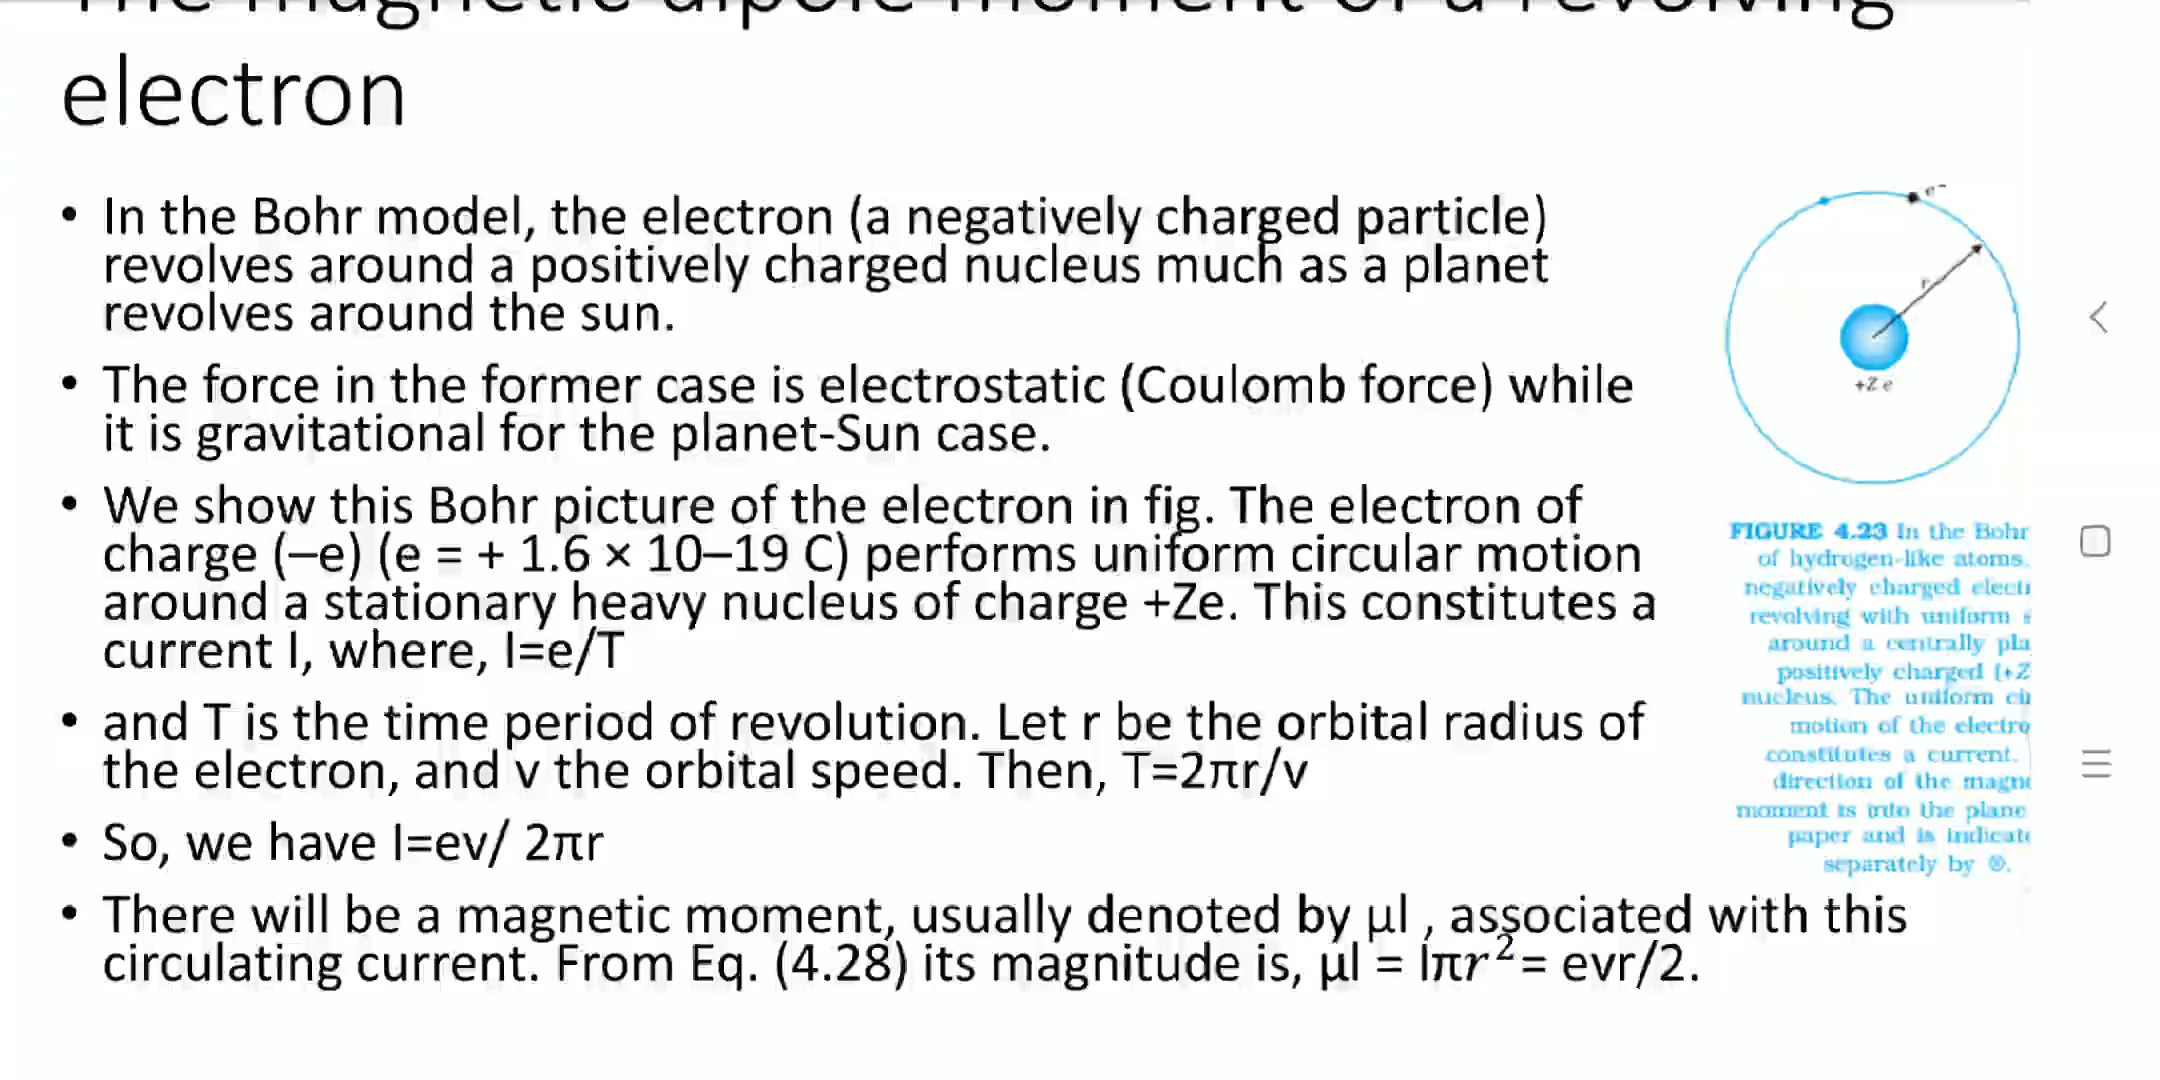 The magnetic dipole moment of a revolving
electron
• In the Bohr model, the electron (a negatively charged particle)
revolves around a positively charged nucleus much as a planet
revolves around the sun.
• The force in the former case is electrostatic (Coulomb force) while
it is gravitational for the planet-Sun case.
• We show this Bohr picture of the electron in fig. The electron of
charge (–e) (e = + 1.6 × 10–19 C) performs uniform circular motion
around a stationary heavy nucleus of charge +Ze. This constitutes a
current I, where, I=e/T
• and T is the time period of revolution. Let r be the orbital radius of
the electron, and v the orbital speed. Then, T=2πr/v
• So, we have I=ev/ 2πr
• There will be a magnetic moment, usually denoted by μl , associated with this
circulating current. From Eq. (4.28) its magnitude is, μl = Iπr²= evr/2.
e⁻
r
+Z e
FIGURE 4.23 In the Bohr
of hydrogen-like atoms,
negatively charged
revolving with uniform
around a centrally
positively charged (+Z
nucleus. The uniform
motion of the
constitutes a current.
direction of the
moment is into the plane
paper and is
separately by ⊗.